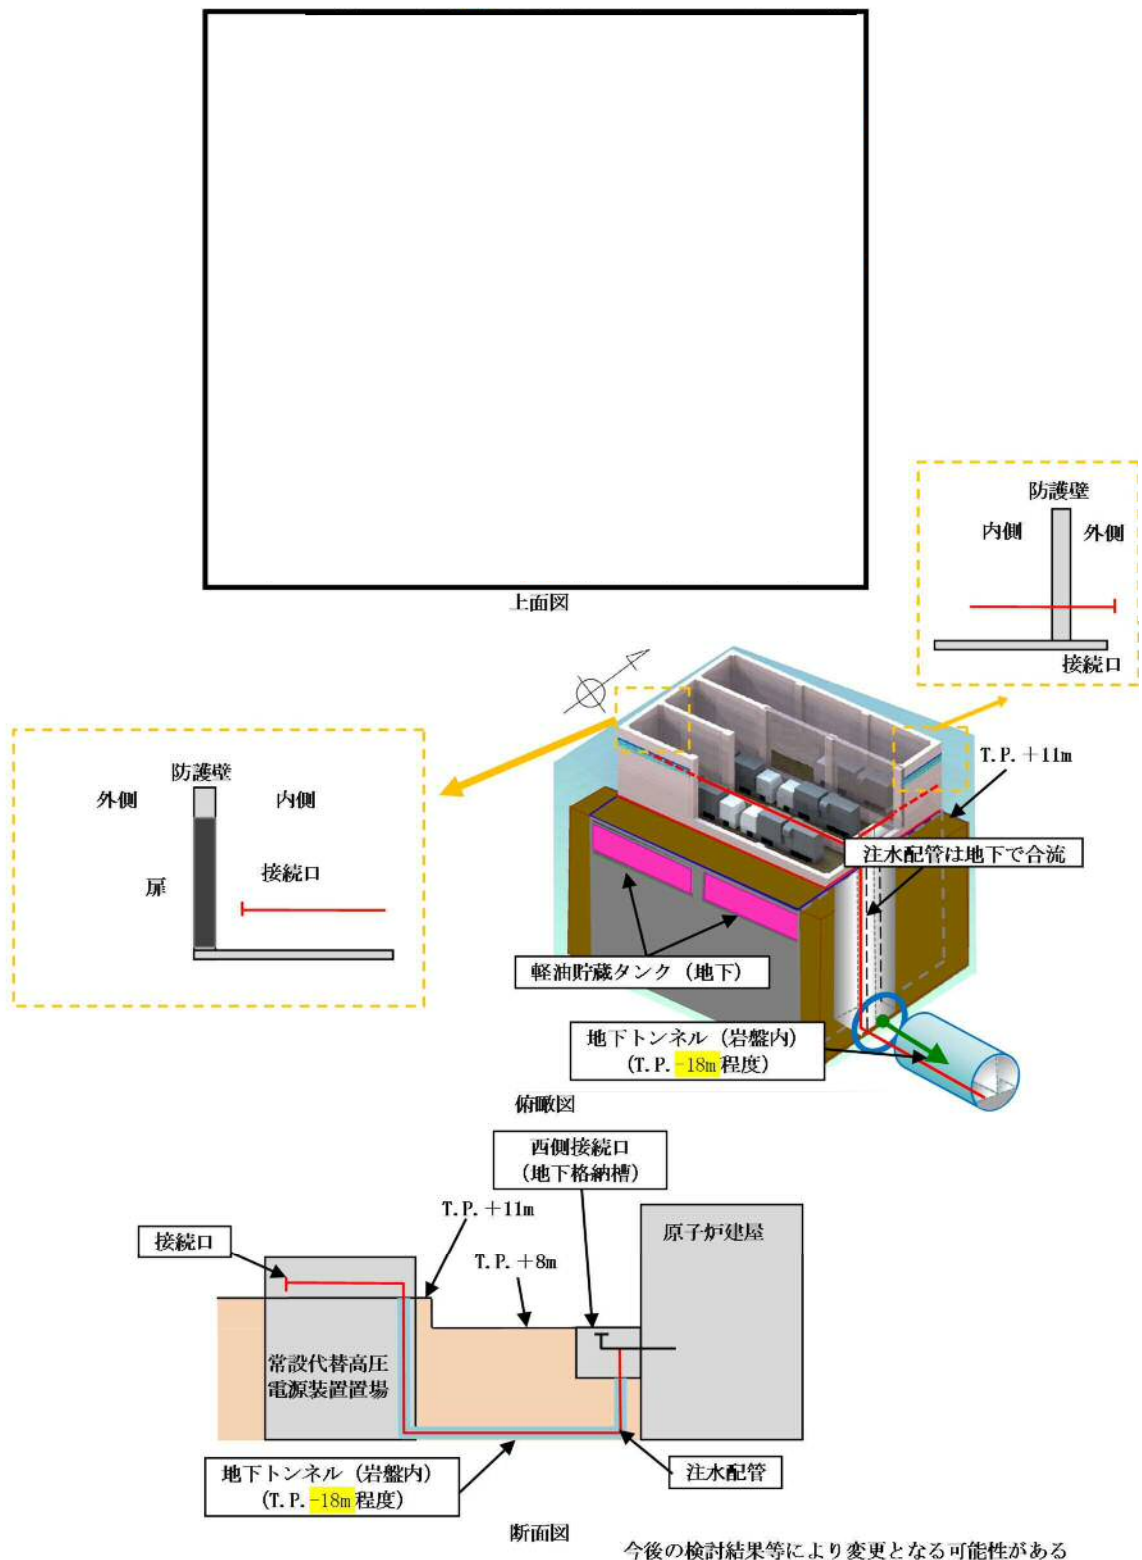 上面図
防護壁
内側
外側
接続口
T.P.+11m
防護壁
外側
内側
接続口
扉
注水配管は地下で合流
軽油貯蔵タンク(地下)
地下トンネル(岩盤内)
(T.P.-18m程度)
俯瞰図
西側接続口
(地下格納槽)
T.P.+11m
原子炉建屋
接続口
T.P.+8m
常設代替高圧
電源装置置場
地下トンネル(岩盤内)
(T.P.-18m程度)
注水配管
断面図
今後の検討結果等により変更となる可能性がある